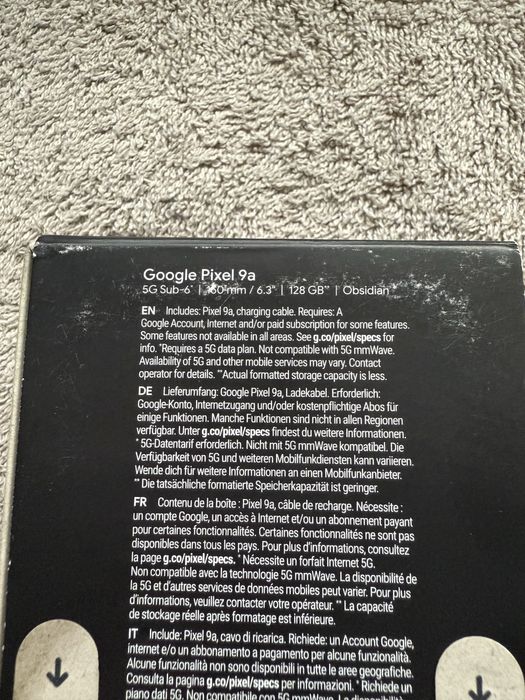 Google Pixel 9a
5G Sub-6* | 160 mm / 6.3" | 128 GB** | Obsidian
EN Includes: Pixel 9a, charging cable. Requires: A
Google Account, Internet and/or paid subscription for some features.
Some features not available in all areas. See g.co/pixel/specs for
info. *Requires a 5G data plan. Not compatible with 5G mmWave.
Availability of 5G and other mobile services may vary. Contact
operator for details. **Actual formatted storage capacity is less.
DE Lieferumfang: Google Pixel 9a, Ladekabel. Erforderlich:
Google-Konto, Internetzugang und/oder kostenpflichtige Abos für
einige Funktionen. Manche Funktionen sind nicht in allen Regionen
verfügbar. Unter g.co/pixel/specs findest du weitere Informationen.
* 5G-Datentarif erforderlich. Nicht mit 5G mmWave kompatibel. Die
Verfügbarkeit von 5G und weiteren Mobilfunkdiensten kann variieren.
Wende dich für weitere Informationen an einen Mobilfunkanbieter.
** Die tatsächliche formatierte Speicherkapazität ist geringer.
FR Contenu de la boîte : Pixel 9a, câble de recharge. Nécessite :
un compte Google, un accès à Internet et/ou un abonnement payant
pour certaines fonctionnalités. Certaines fonctionnalités ne sont pas
disponibles dans tous les pays. Pour plus d'informations, consultez
la page g.co/pixel/specs. * Nécessite un forfait Internet 5G.
Non compatible avec la technologie 5G mmWave. La disponibilité de
la 5G et d'autres services de données mobiles peut varier. Pour plus
d'informations, veuillez contacter votre opérateur. ** La capacité
de stockage réelle après formatage est inférieure.
IT Include: Pixel 9a, cavo di ricarica. Richiede: un Account Google,
internet e/o un abbonamento a pagamento per alcune funzionalità.
Alcune funzionalità non sono disponibili in tutte le aree geografiche.
Consulta la pagina g.co/pixel/specs per informazioni. * Richiede un
piano dati 5G. Non compatibile con 5G mmWave. La disponibilità